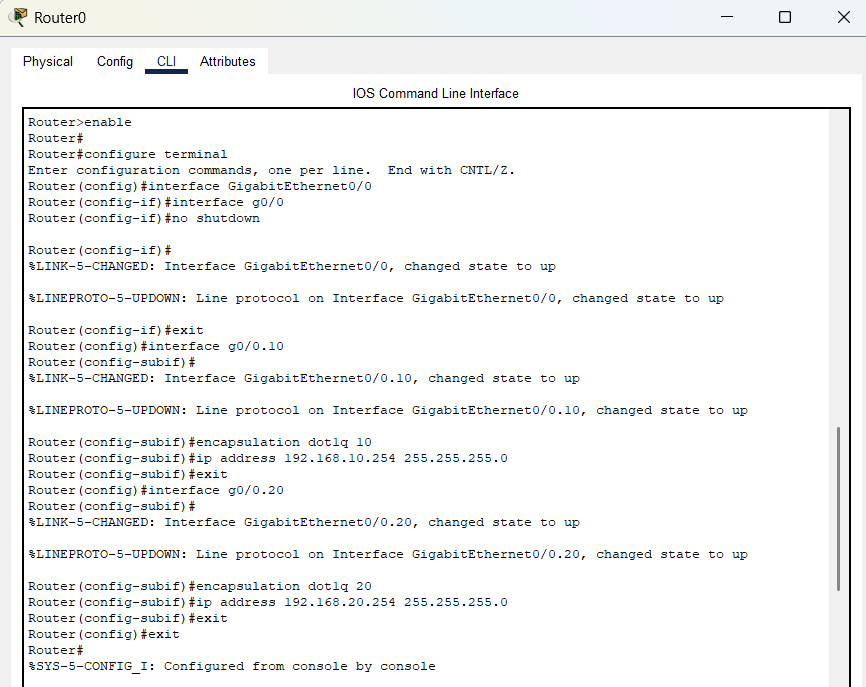 Router0
Physical Config CLI Attributes
IOS Command Line Interface
Router>enable
Router#
Router#configure terminal
Enter configuration commands, one per line.  End with CNTL/Z.
Router(config)#interface GigabitEthernet0/0
Router(config-if)#interface g0/0
Router(config-if)#no shutdown
Router(config-if)#
%LINK-5-CHANGED: Interface GigabitEthernet0/0, changed state to up
%LINEPROTO-5-UPDOWN: Line protocol on Interface GigabitEthernet0/0, changed state to up
Router(config-if)#exit
Router(config)#interface g0/0.10
Router(config-subif)#
%LINK-5-CHANGED: Interface GigabitEthernet0/0.10, changed state to up
%LINEPROTO-5-UPDOWN: Line protocol on Interface GigabitEthernet0/0.10, changed state to up
Router(config-subif)#encapsulation dot1q 10
Router(config-subif)#ip address 192.168.10.254 255.255.255.0
Router(config-subif)#exit
Router(config)#interface g0/0.20
Router(config-subif)#
%LINK-5-CHANGED: Interface GigabitEthernet0/0.20, changed state to up
%LINEPROTO-5-UPDOWN: Line protocol on Interface GigabitEthernet0/0.20, changed state to up
Router(config-subif)#encapsulation dot1q 20
Router(config-subif)#ip address 192.168.20.254 255.255.255.0
Router(config-subif)#exit
Router(config)#exit
Router#
%SYS-5-CONFIG_I: Configured from console by console